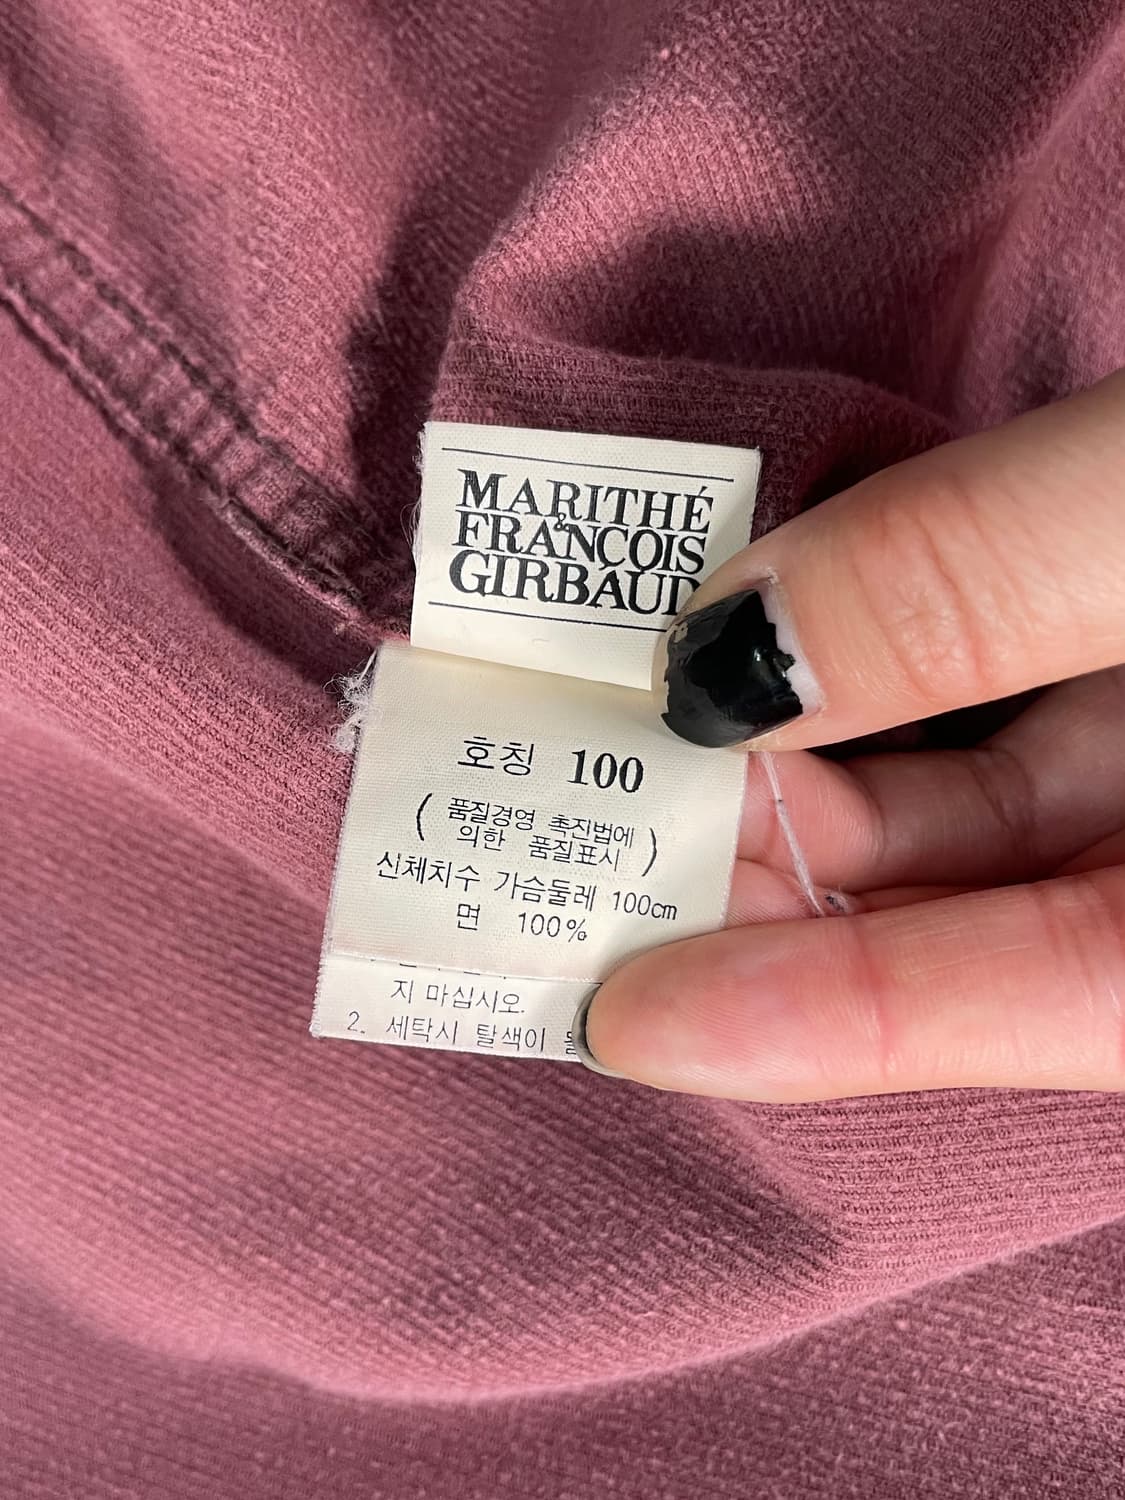 MARITHÉ
&
FRANÇOIS
GIRBAUD
호칭 100
( 품질경영 촉진법에
의한 품질표시 )
신체치수 가슴둘레 100cm
면 100%
지 마십시오.
2. 세탁시 탈색이